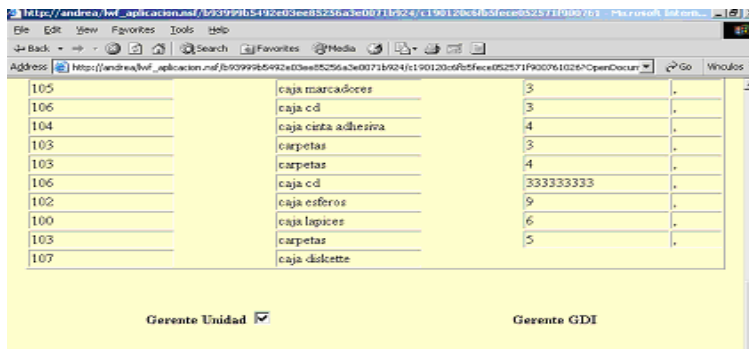 http://andrea/lwf_aplicacion.nsf/b93999b5492e03ee85256a3e0071b924/c190120c6fb5fece052571f900761 - Microsoft Intern...
File Edit View Favorites Tools Help
Back Search Favorites Media
Address http://andrea/lwf_aplicacion.nsf/b93999b5492e03ee85256a3e0071b924/c190120c6fb5fece052571f900761026?OpenDocum Go Vínculos
105 caja marcadores 3 ,
106 caja cd 3 ,
104 caja cinta adhesiva 4 ,
103 carpetas 3 ,
103 carpetas 4 ,
106 caja cd 333333333 ,
102 caja esferos 9 ,
100 caja lapices 6 ,
103 carpetas 5 ,
107 caja diskette
Gerente Unidad Gerente GDI